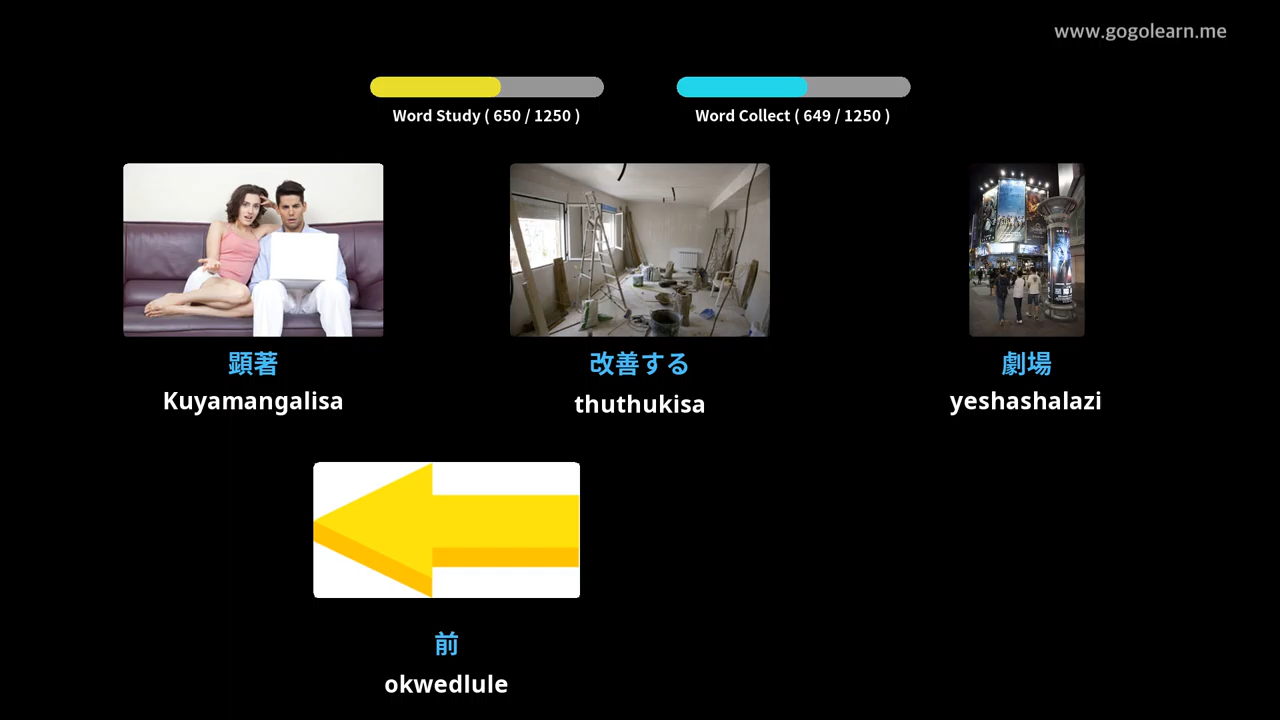 www.gogolearn.me
Word Study ( 650 / 1250 )
Word Collect ( 649 / 1250 )
顕著
改善する
劇場
Kuyamangalisa
thuthukisa
yeshashalazi
前
okwedlule